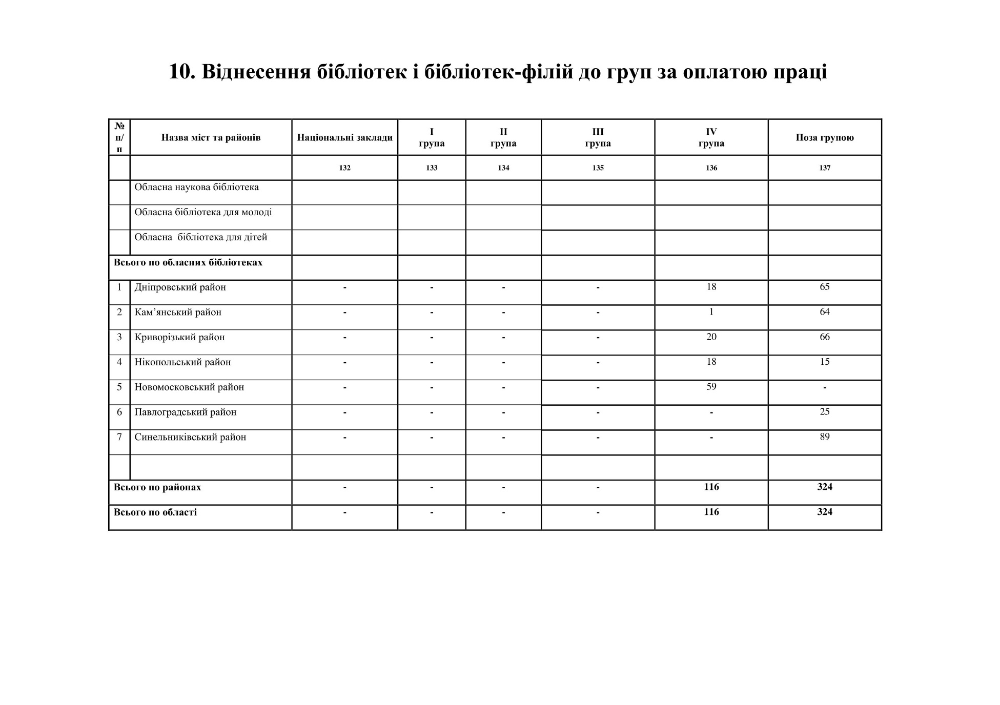 10. Віднесення бібліотек і бібліотек-філій до груп за оплатою праці
№ п/п Назва міст та районів Національні заклади I група II група III група IV група Поза групою
132 133 134 135 136 137
Обласна наукова бібліотека
Обласна бібліотека для молоді
Обласна бібліотека для дітей
Всього по обласних бібліотеках
1 Дніпровський район - - - - 18 65
2 Кам’янський район - - - - 1 64
3 Криворізький район - - - - 20 66
4 Нікопольський район - - - - 18 15
5 Новомосковський район - - - - 59 -
6 Павлоградський район - - - - - 25
7 Синельниківський район - - - - - 89
Всього по районах - - - - 116 324
Всього по області - - - - 116 324